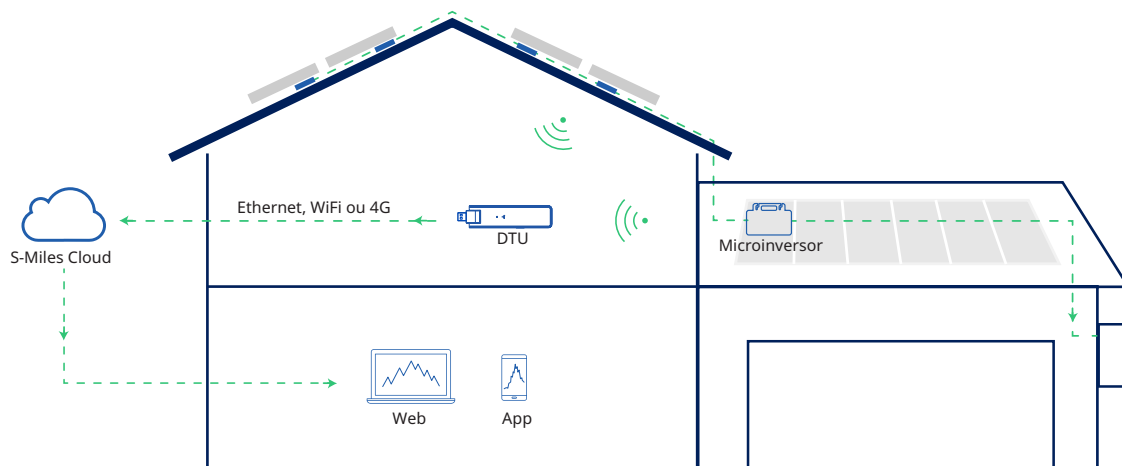 Ethernet, WiFi ou 4G
DTU
Microinversor
S-Miles Cloud
Web
App